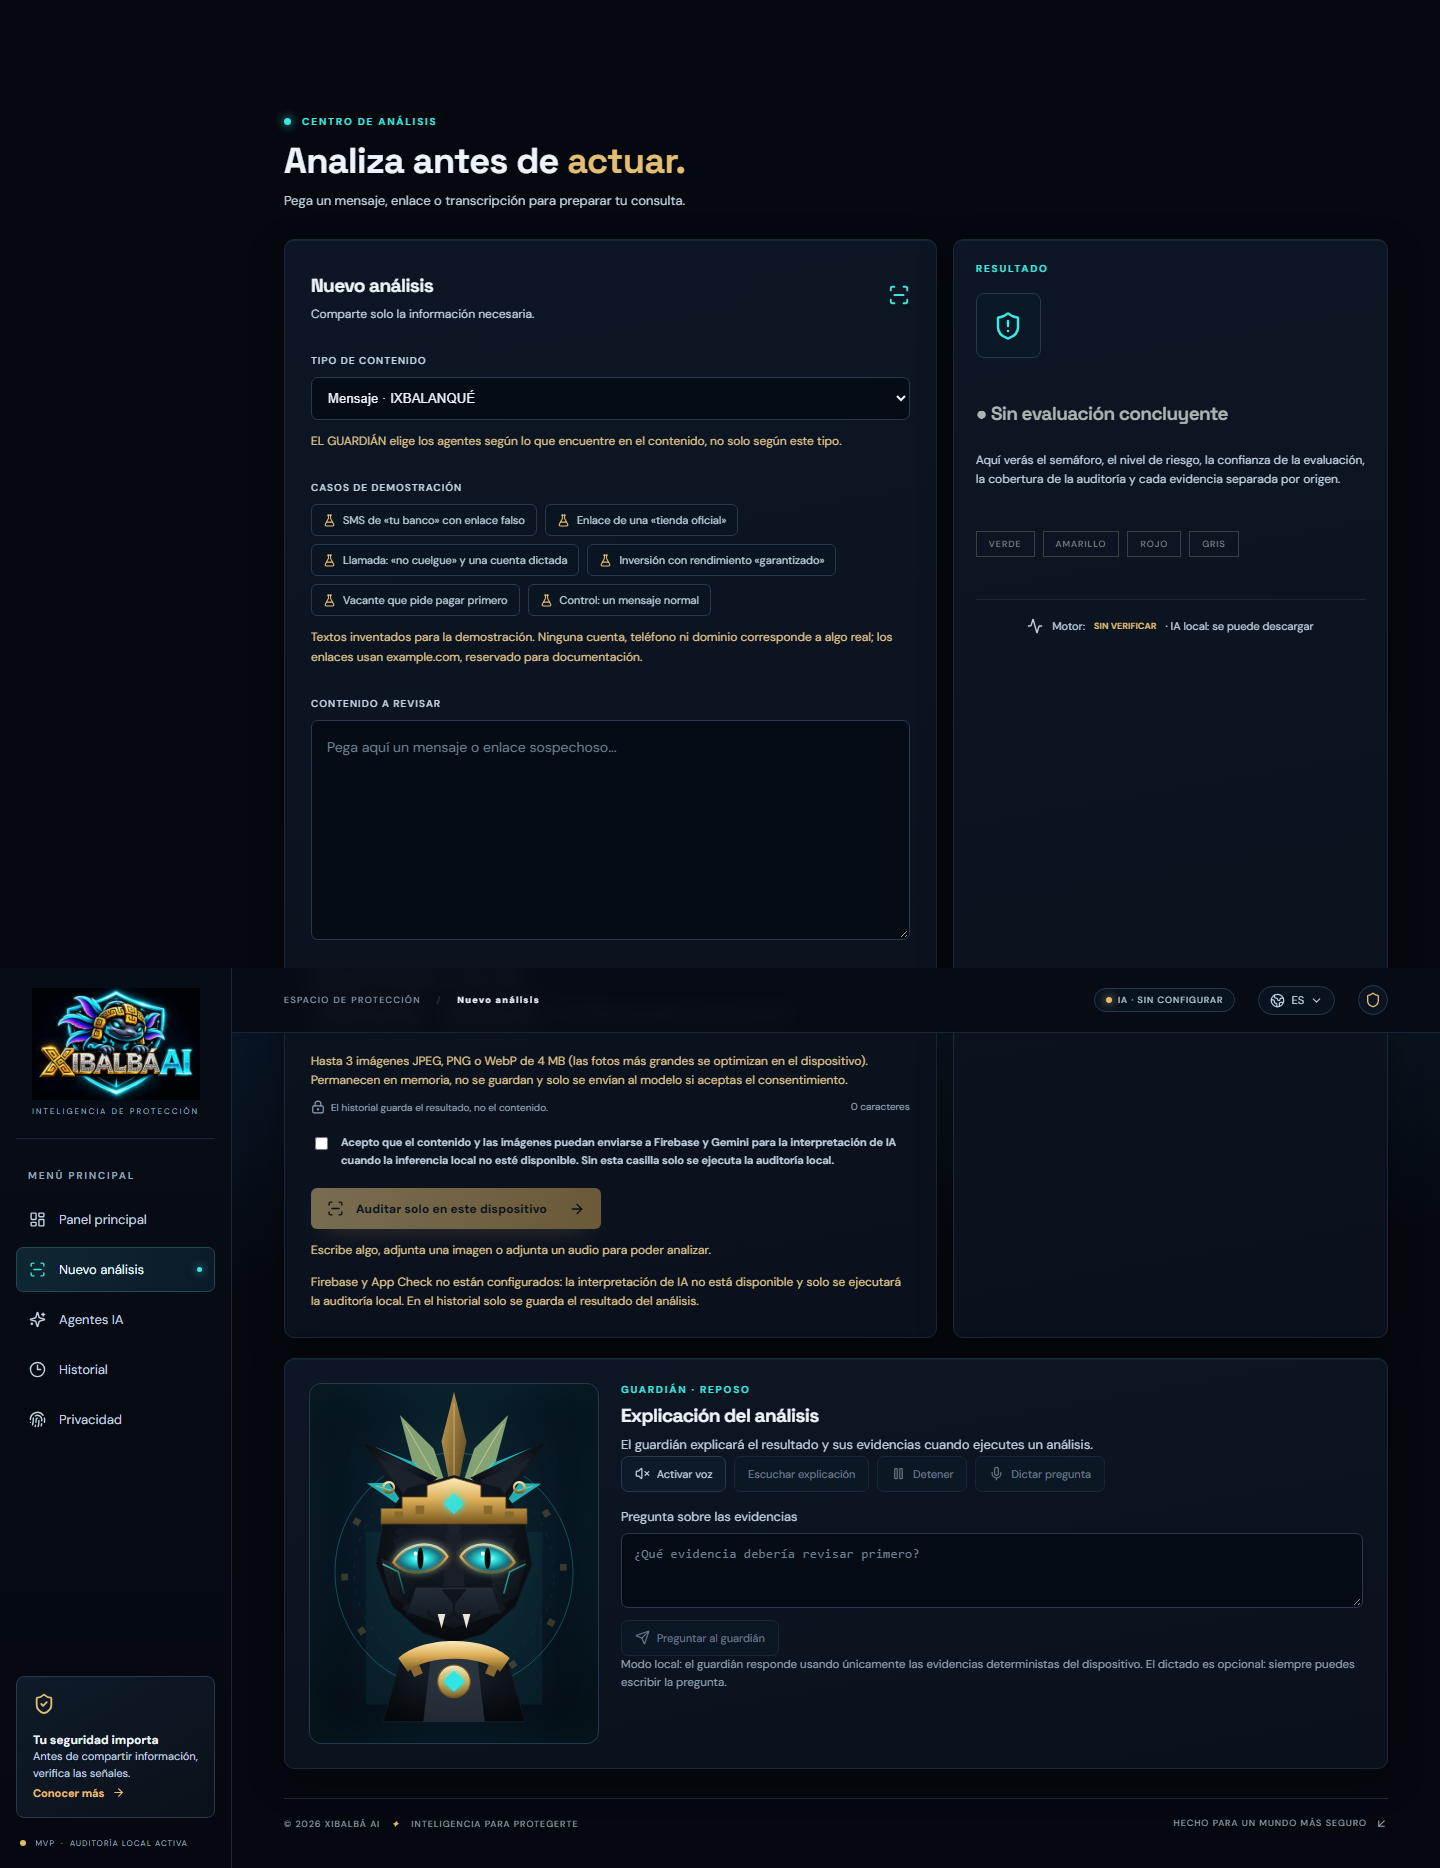 CENTRO DE ANÁLISIS
Analiza antes de actuar.
Pega un mensaje, enlace o transcripción para preparar tu consulta.
Nuevo análisis
Comparte solo la información necesaria.
TIPO DE CONTENIDO
Mensaje · IXBALANQUÉ
EL GUARDIÁN elige los agentes según lo que encuentre en el contenido, no solo según este tipo.
CASOS DE DEMOSTRACIÓN
SMS de «tu banco» con enlace falso
Enlace de una «tienda oficial»
Llamada: «no cuelgue» y una cuenta dictada
Inversión con rendimiento «garantizado»
Vacante que pide pagar primero
Control: un mensaje normal
Textos inventados para la demostración. Ninguna cuenta, teléfono ni dominio corresponde a algo real; los
enlaces usan example.com, reservado para documentación.
CONTENIDO A REVISAR
Pega aquí un mensaje o enlace sospechoso...
RESULTADO
Sin evaluación concluyente
Aquí verás el semáforo, el nivel de riesgo, la confianza de la evaluación,
la cobertura de la auditoría y cada evidencia separada por origen.
VERDE
AMARILLO
ROJO
GRIS
Motor: SIN VERIFICAR · IA local: se puede descargar
XIBALBÁ AI
INTELIGENCIA DE PROTECCIÓN
MENÚ PRINCIPAL
Panel principal
Nuevo análisis
Agentes IA
Historial
Privacidad
Tu seguridad importa
Antes de compartir información,
verifica las señales.
Conocer más
MVP · AUDITORÍA LOCAL ACTIVA
ESPACIO DE PROTECCIÓN / Nuevo análisis
IA · SIN CONFIGURAR
ES
Hasta 3 imágenes JPEG, PNG o WebP de 4 MB (las fotos más grandes se optimizan en el dispositivo).
Permanecen en memoria, no se guardan y solo se envían al modelo si aceptas el consentimiento.
El historial guarda el resultado, no el contenido.
0 caracteres
Acepto que el contenido y las imágenes puedan enviarse a Firebase y Gemini para la interpretación de IA
cuando la inferencia local no esté disponible. Sin esta casilla solo se ejecuta la auditoría local.
Auditar solo en este dispositivo
Escribe algo, adjunta una imagen o adjunta un audio para poder analizar.
Firebase y App Check no están configurados: la interpretación de IA no está disponible y solo se ejecutará
la auditoría local. En el historial solo se guarda el resultado del análisis.
GUARDIÁN · REPOSO
Explicación del análisis
El guardián explicará el resultado y sus evidencias cuando ejecutes un análisis.
Activar voz
Escuchar explicación
Detener
Dictar pregunta
Pregunta sobre las evidencias
¿Qué evidencia debería revisar primero?
Preguntar al guardián
Modo local: el guardián responde usando únicamente las evidencias deterministas del dispositivo. El dictado es opcional: siempre puedes
escribir la pregunta.
© 2026 XIBALBÁ AI ✦ INTELIGENCIA PARA PROTEGERTE
HECHO PARA UN MUNDO MÁS SEGURO